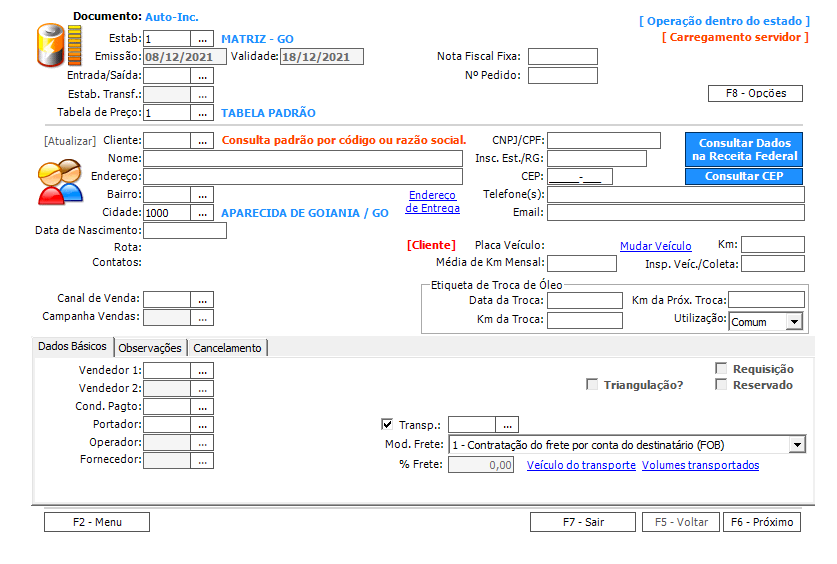 Documento: Auto-Inc.
[ Operação dentro do estado ]
Estab: 1 ... MATRIZ - GO
[ Carregamento servidor ]
Emissão: 08/12/2021 Validade: 18/12/2021 Nota Fiscal Fixa:
Entrada/Saída: ... Nº Pedido:
Estab. Transf.: ... F8 - Opções
Tabela de Preço: 1 ... TABELA PADRÃO
[Atualizar] Cliente: ... Consulta padrão por código ou razão social. CNPJ/CPF: Consultar Dados
na Receita Federal
Nome: Insc. Est./RG:
Endereço: CEP: _____-___ Consultar CEP
Bairro: ... Endereço
de Entrega Telefone(s):
Cidade: 1000 ... APARECIDA DE GOIANIA / GO Email:
Data de Nascimento:
Rota: [Cliente] Placa Veículo: Mudar Veículo Km:
Contatos: Média de Km Mensal: Insp. Veíc./Coleta:
Etiqueta de Troca de Óleo
Canal de Venda: ... Data da Troca: Km da Próx. Troca:
Campanha Vendas: ... Km da Troca: Utilização: Comum
Dados Básicos Observações Cancelamento
Vendedor 1: ... Requisição
Vendedor 2: ... Triangulação? Reservado
Cond. Pagto: ...
Portador: ... Transp.: ...
Operador: ... Mod. Frete: 1 - Contratação do frete por conta do destinatário (FOB)
Fornecedor: ... % Frete: 0,00 Veículo do transporte Volumes transportados
F2 - Menu F7 - Sair F5 - Voltar F6 - Próximo